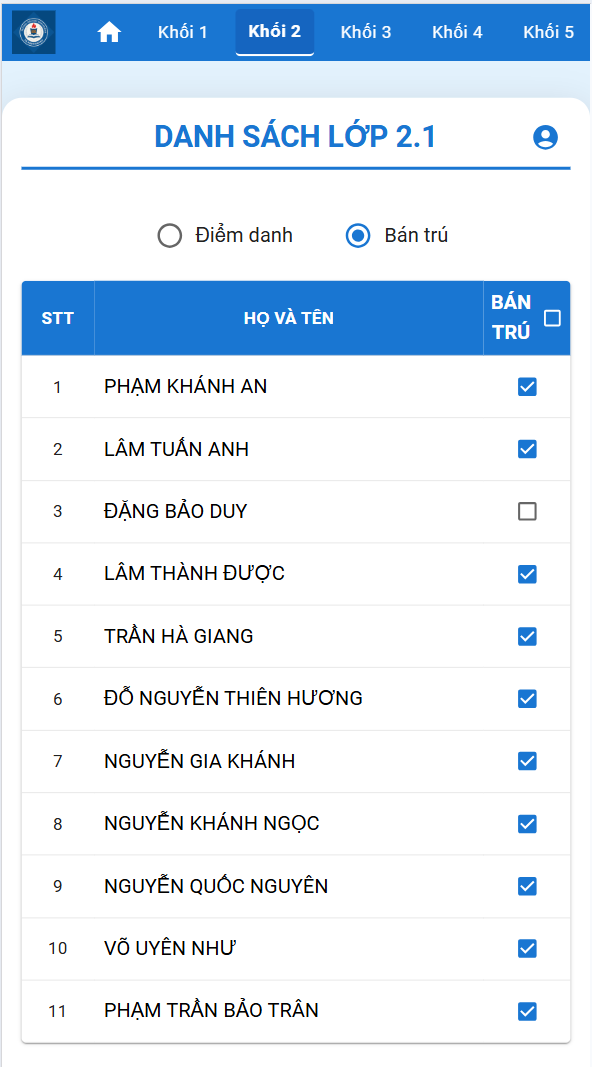 Khối 1 Khối 2 Khối 3 Khối 4 Khối 5
DANH SÁCH LỚP 2.1
Điểm danh Bán trú
STT HỌ VÀ TÊN BÁN TRÚ
1 PHẠM KHÁNH AN
2 LÂM TUẤN ANH
3 ĐẶNG BẢO DUY
4 LÂM THÀNH ĐƯỢC
5 TRẦN HÀ GIANG
6 ĐỖ NGUYỄN THIÊN HƯƠNG
7 NGUYỄN GIA KHÁNH
8 NGUYỄN KHÁNH NGỌC
9 NGUYỄN QUỐC NGUYÊN
10 VÕ UYÊN NHƯ
11 PHẠM TRẦN BẢO TRÂN